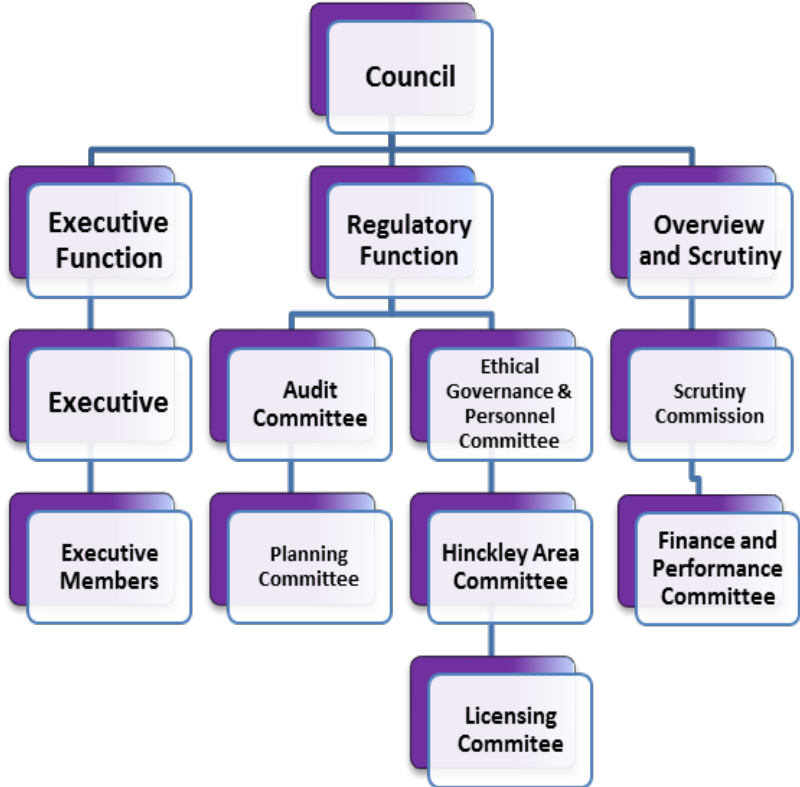 Council
Executive
Function
Regulatory
Function
Overview
and Scrutiny
Executive
Audit
Committee
Ethical
Governance &
Personnel
Committee
Scrutiny
Commission
Executive
Members
Planning
Committee
Hinckley Area
Committee
Finance and
Performance
Committee
Licensing
Commitee